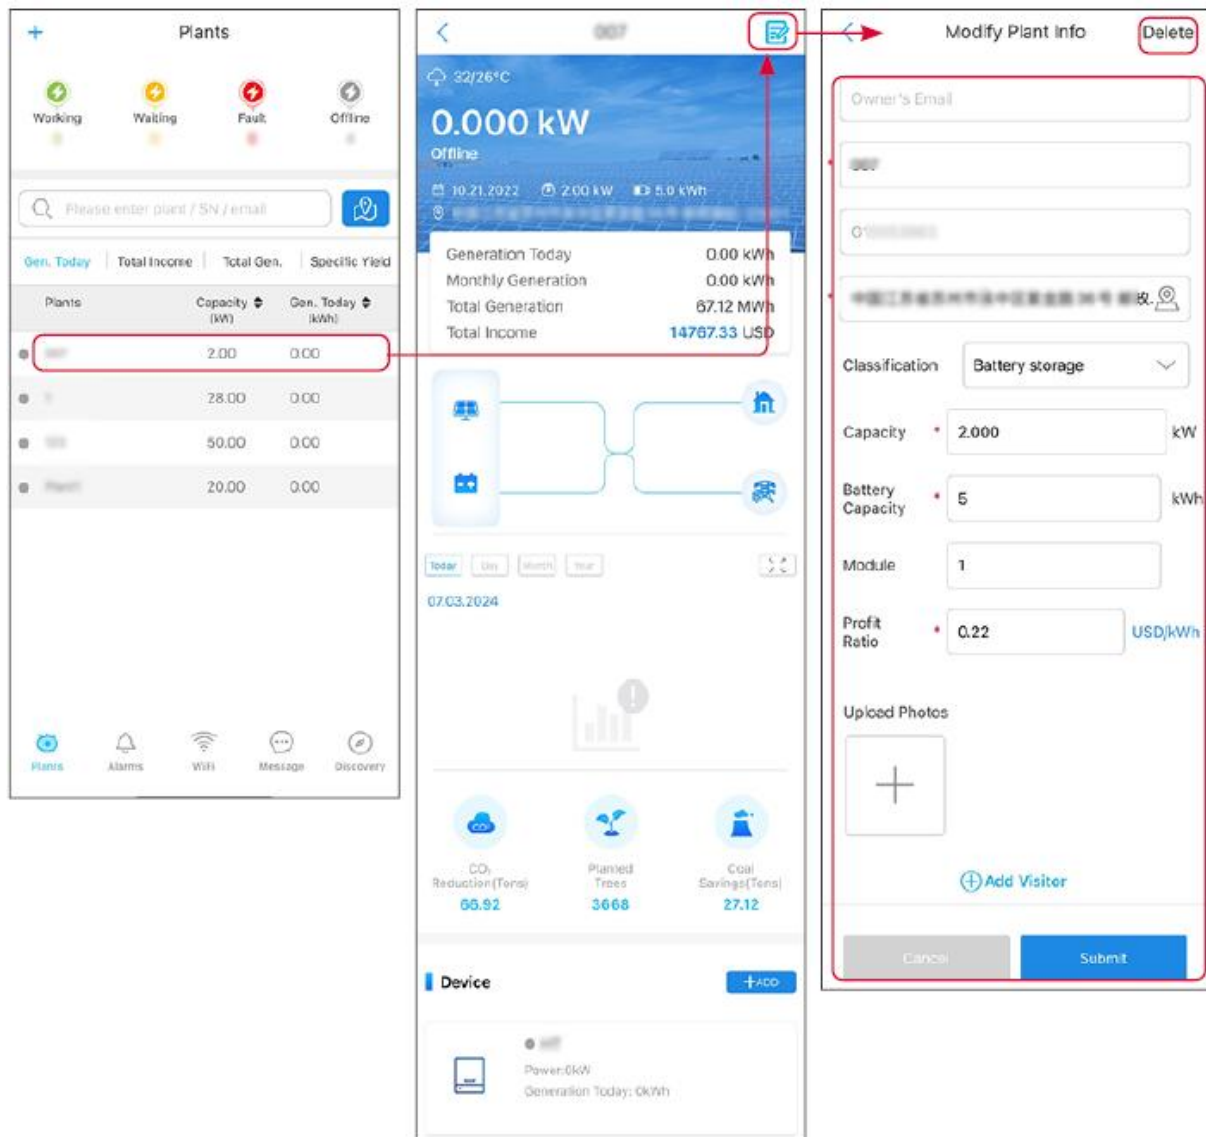 Plants
Working Waiting Fault Offline
Please enter plant / SN / email
Gen. Today Total Income Total Gen. Specific Yield
Plants Capacity (kW) Gen. Today (kWh)
2.00 0.00
28.00 0.00
50.00 0.00
20.00 0.00
Plants Alarms WiFi Message Discovery
007
32/26°C
0.000 kW
Offline
10.21.2022 2.00 kW 5.0 kWh
Generation Today 0.00 kWh
Monthly Generation 0.00 kWh
Total Generation 67.12 MWh
Total Income 14767.33 USD
Today Day Month Year
07.03.2024
CO₂ Reduction(Tons) Planted Trees Coal Savings(Tons)
66.92 3668 27.12
Device +ADD
Power:0kW
Generation Today: 0kWh
Modify Plant Info Delete
Owner's Email
007
Classification Battery storage
Capacity * 2.000 kW
Battery Capacity * 5 kWh
Module 1
Profit Ratio * 0.22 USD/kWh
Upload Photos
Add Visitor
Cancel Submit